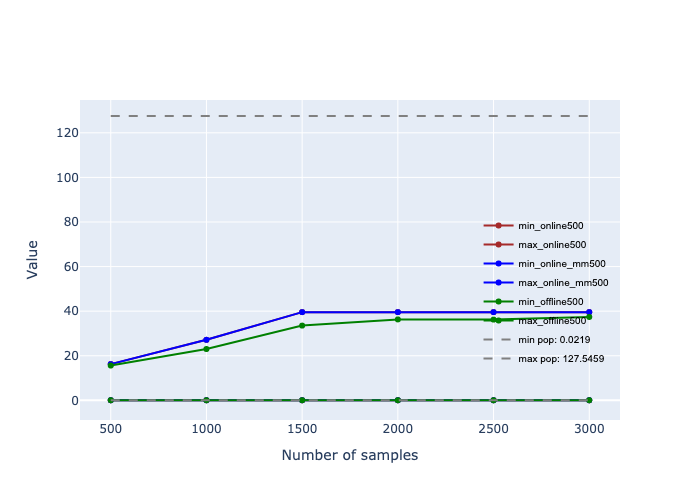 120
100
80
60
40
20
0
Value
500
1000
1500
2000
2500
3000
Number of samples
min_online500
max_online500
min_online_mm500
max_online_mm500
min_offline500
max_offline500
min pop: 0.0219
max pop: 127.5459